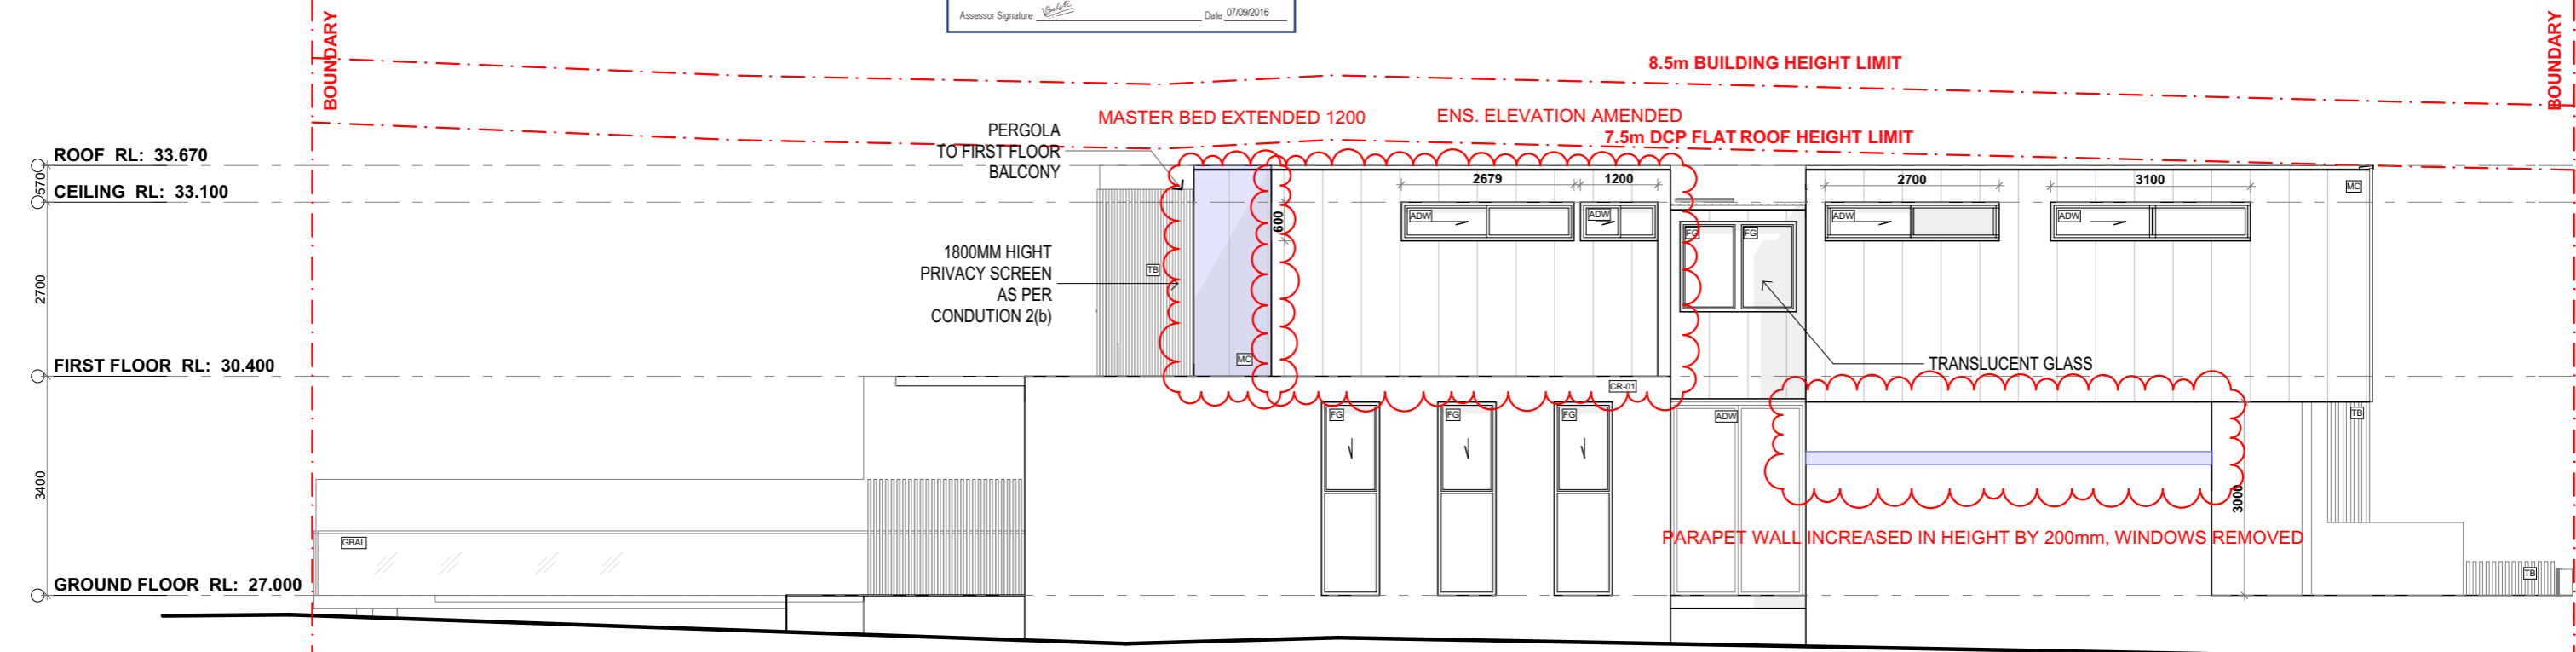 Assessor Signature
Date 07/09/2016
BOUNDARY
BOUNDARY
8.5m BUILDING HEIGHT LIMIT
MASTER BED EXTENDED 1200
ENS. ELEVATION AMENDED
7.5m DCP FLAT ROOF HEIGHT LIMIT
PERGOLA
TO FIRST FLOOR
BALCONY
ROOF RL: 33.670
570
CEILING RL: 33.100
2679
1200
2700
3100
MC
ADW
ADW
ADW
ADW
600
FG
FG
1800MM HIGHT
PRIVACY SCREEN
AS PER
CONDUTION 2(b)
TB
2700
MC
FIRST FLOOR RL: 30.400
TRANSLUCENT GLASS
CR-01
FG
FG
FG
ADW
TB
3400
3000
PARAPET WALL INCREASED IN HEIGHT BY 200mm, WINDOWS REMOVED
GBAL
TB
GROUND FLOOR RL: 27.000